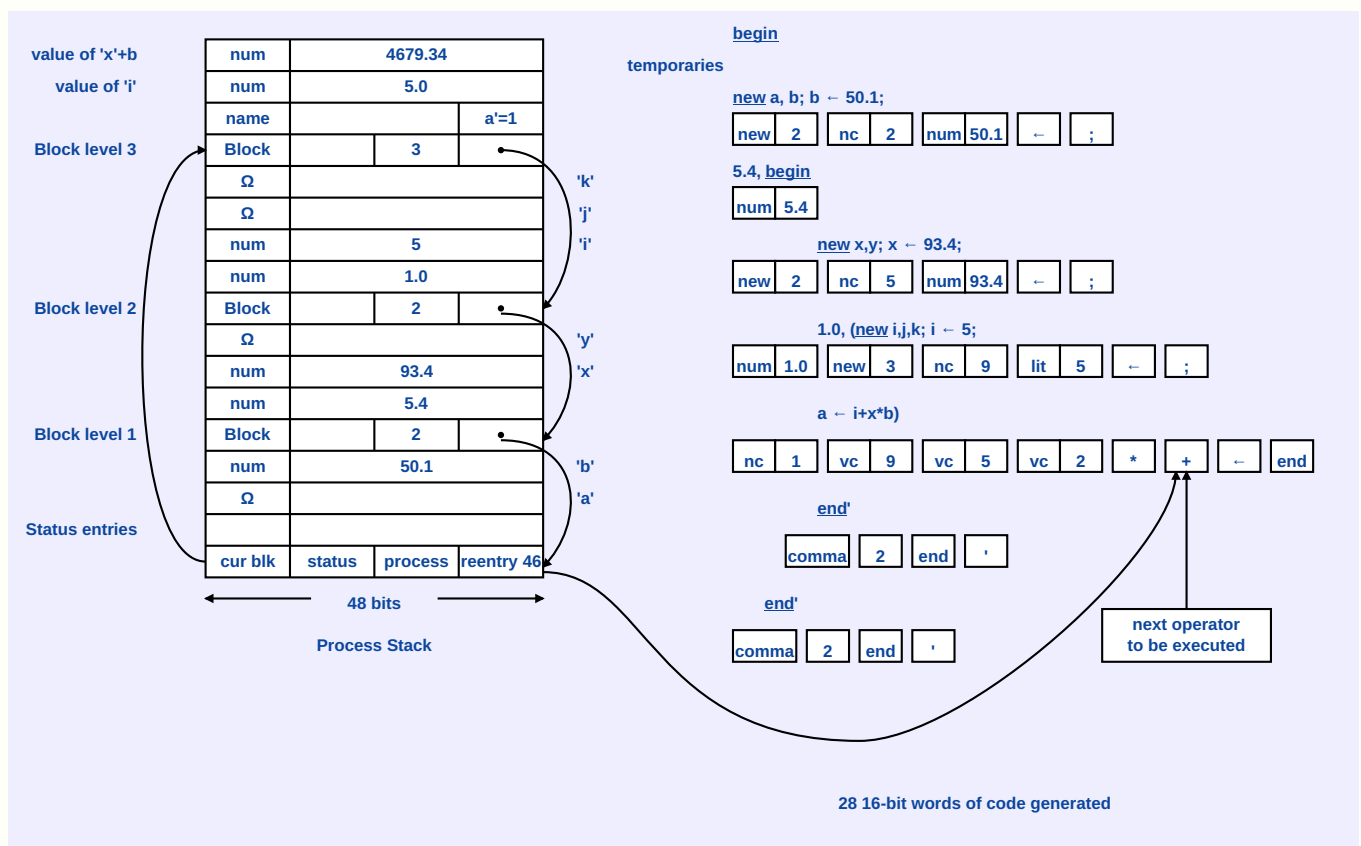 value of 'x'+b
num 4679.34
value of 'i'
num 5.0
name a'=1
Block level 3
Block 3
Ω
'k'
Ω
'j'
num 5
'i'
num 1.0
Block level 2
Block 2
Ω
'y'
num 93.4
'x'
num 5.4
Block level 1
Block 2
num 50.1
'b'
Ω
'a'
Status entries
cur blk status process reentry 46
48 bits
Process Stack
begin
temporaries
new a, b; b ← 50.1;
new 2 nc 2 num 50.1 ← ;
5.4, begin
num 5.4
new x,y; x ← 93.4;
new 2 nc 5 num 93.4 ← ;
1.0, (new i,j,k; i ← 5;
num 1.0 new 3 nc 9 lit 5 ← ;
a ← i+x*b)
nc 1 vc 9 vc 5 vc 2 * + ← end
end'
comma 2 end '
end'
comma 2 end '
next operator
to be executed
28 16-bit words of code generated